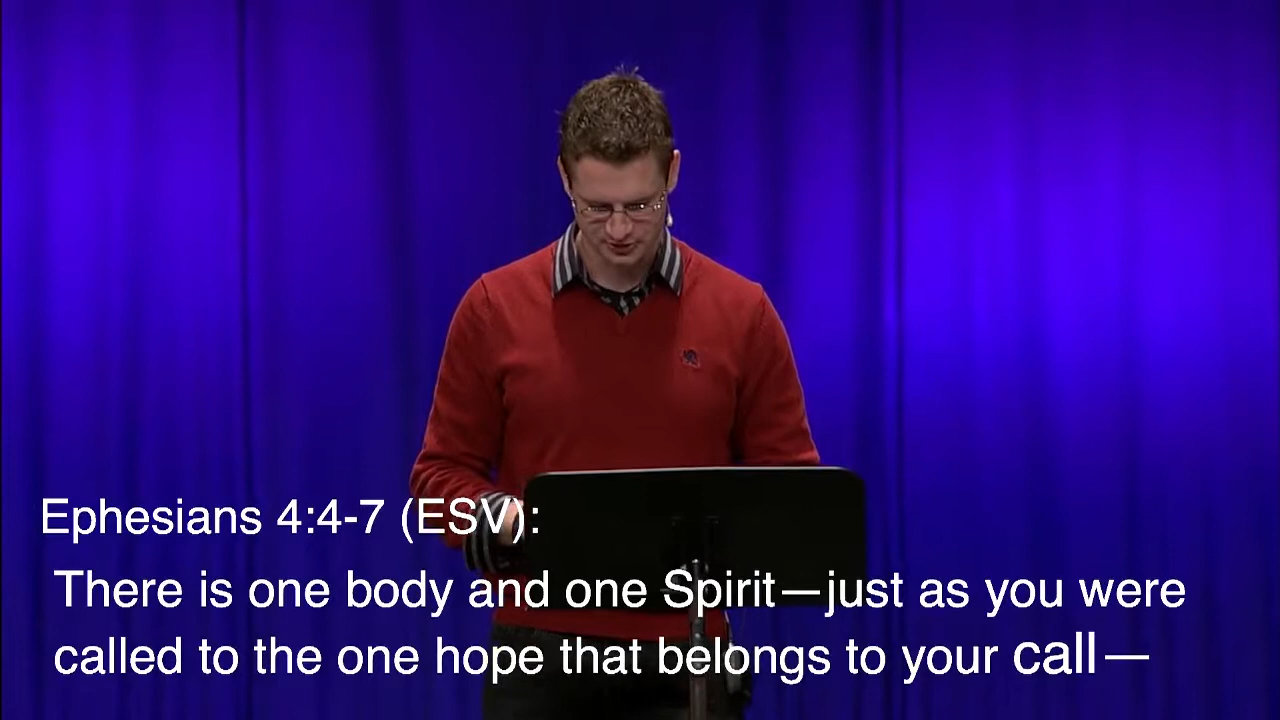 Ephesians 4:4-7 (ESV):
There is one body and one Spirit—just as you were
called to the one hope that belongs to your call—